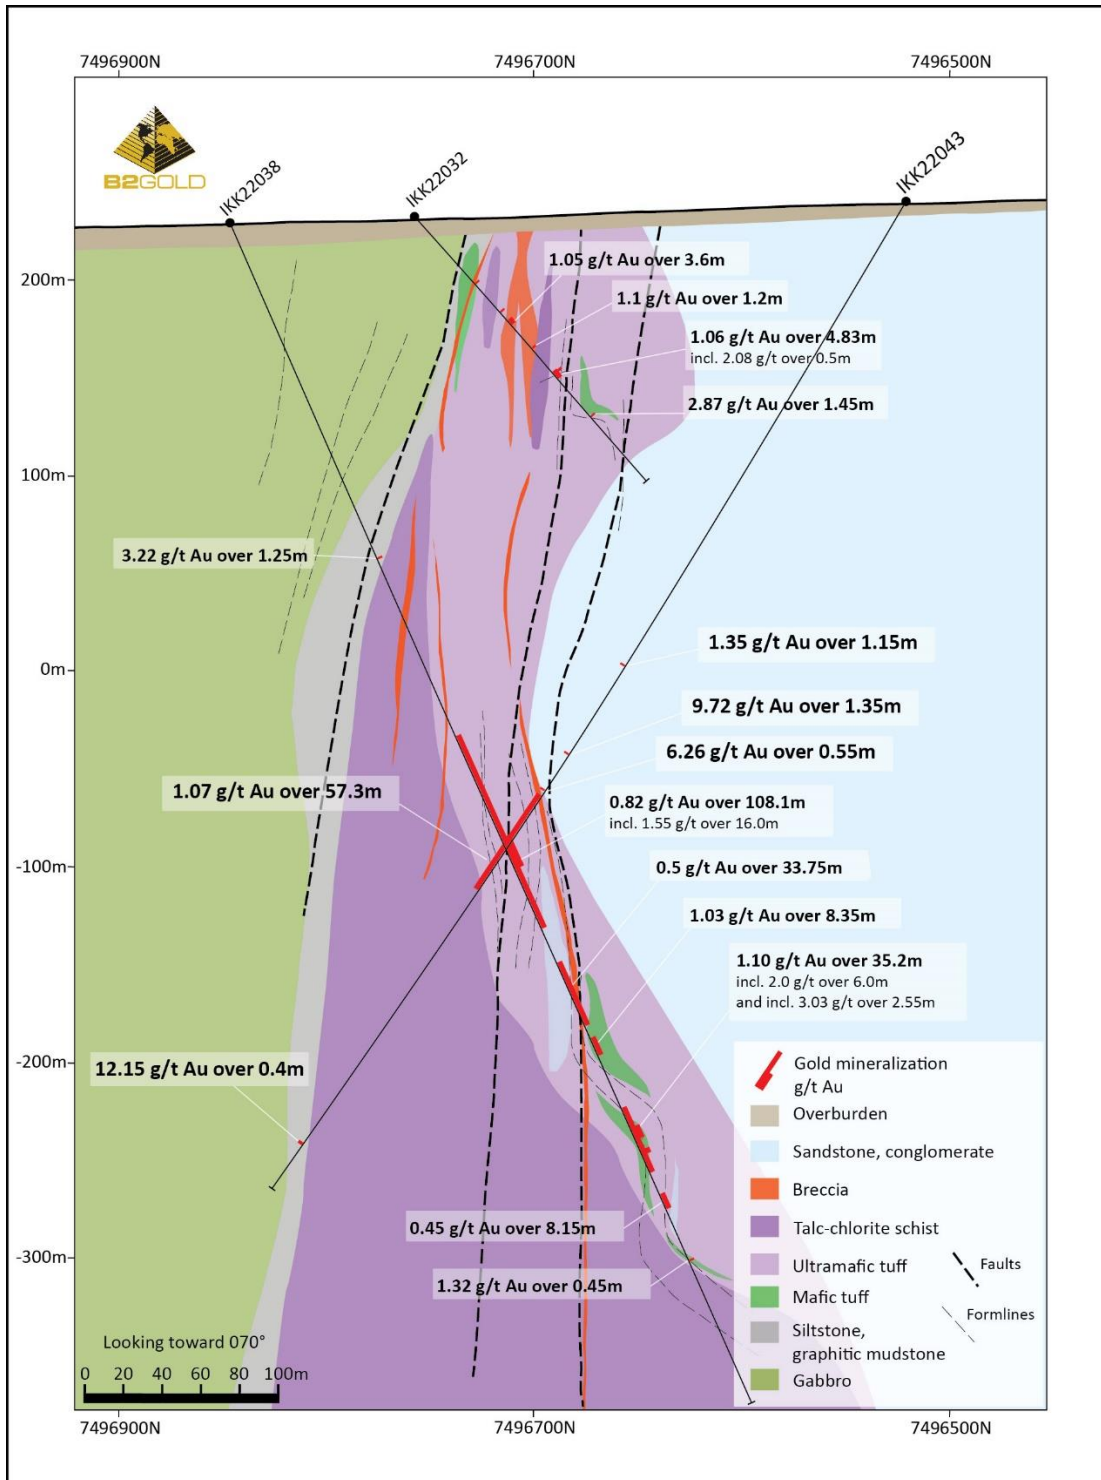 7496900N
7496700N
7496500N
B2GOLD
IKK22038
IKK22032
IKK22043
200m
100m
0m
-100m
-200m
-300m
1.05 g/t Au over 3.6m
1.1 g/t Au over 1.2m
1.06 g/t Au over 4.83m
incl. 2.08 g/t over 0.5m
2.87 g/t Au over 1.45m
3.22 g/t Au over 1.25m
1.35 g/t Au over 1.15m
9.72 g/t Au over 1.35m
6.26 g/t Au over 0.55m
1.07 g/t Au over 57.3m
0.82 g/t Au over 108.1m
incl. 1.55 g/t over 16.0m
0.5 g/t Au over 33.75m
1.03 g/t Au over 8.35m
1.10 g/t Au over 35.2m
incl. 2.0 g/t over 6.0m
and incl. 3.03 g/t over 2.55m
12.15 g/t Au over 0.4m
0.45 g/t Au over 8.15m
1.32 g/t Au over 0.45m
Gold mineralization
g/t Au
Overburden
Sandstone, conglomerate
Breccia
Talc-chlorite schist
Ultramafic tuff
Mafic tuff
Siltstone,
graphitic mudstone
Gabbro
Faults
Formlines
Looking toward 070°
0 20 40 60 80 100m
7496900N
7496700N
7496500N